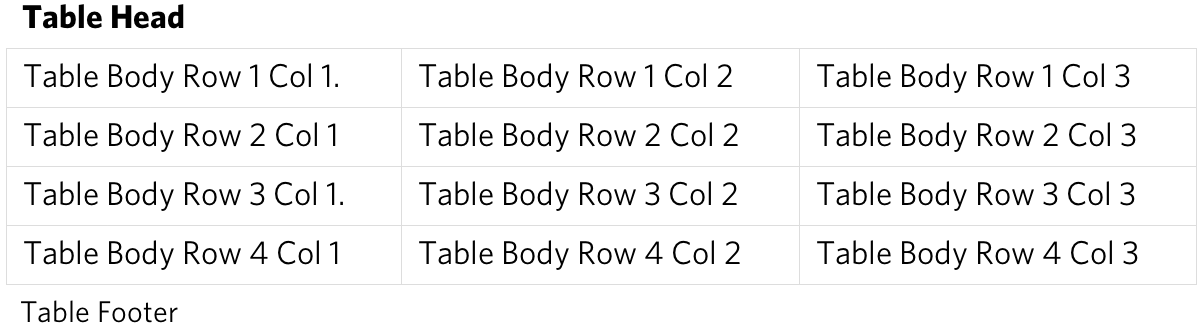 Table Head
Table Body Row 1 Col 1. Table Body Row 1 Col 2 Table Body Row 1 Col 3
Table Body Row 2 Col 1 Table Body Row 2 Col 2 Table Body Row 2 Col 3
Table Body Row 3 Col 1. Table Body Row 3 Col 2 Table Body Row 3 Col 3
Table Body Row 4 Col 1 Table Body Row 4 Col 2 Table Body Row 4 Col 3
Table Footer